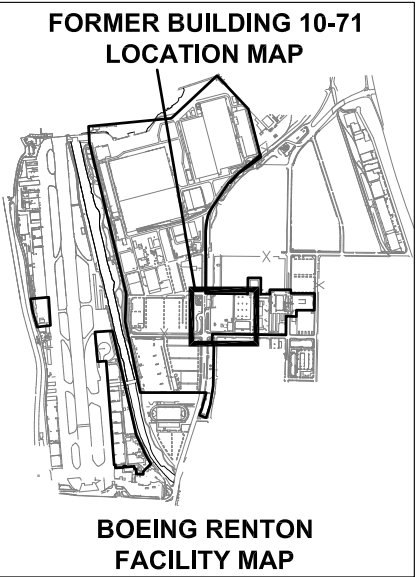 FORMER BUILDING 10-71
LOCATION MAP
BOEING RENTON
FACILITY MAP